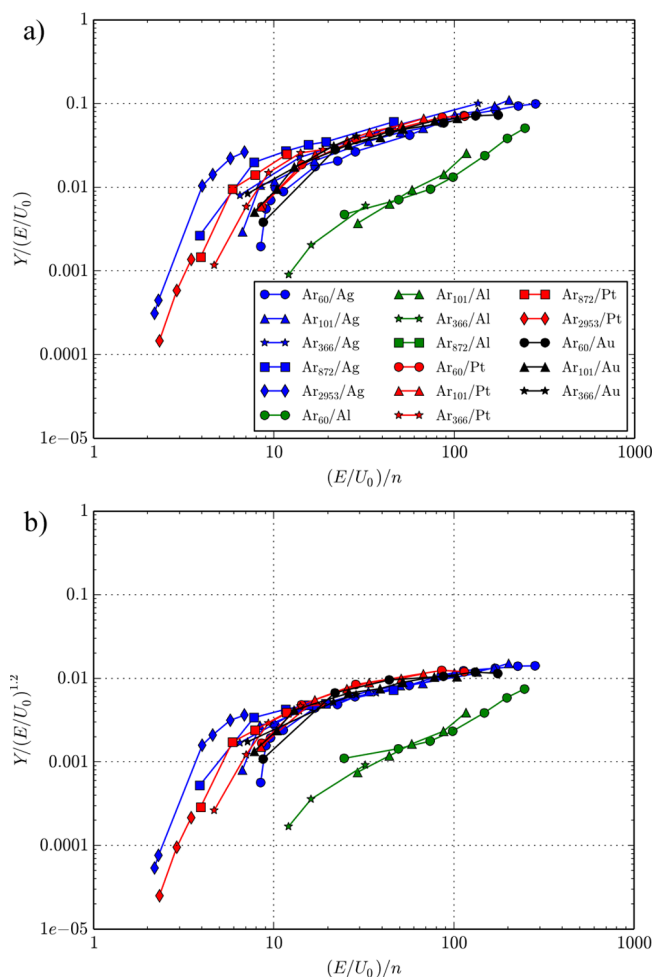 a)
1
0.1
0.01
0.001
0.0001
1e−05
Y/(E/U₀)
Ar₆₀/Ag
Ar₁₀₁/Ag
Ar₃₆₆/Ag
Ar₈₇₂/Ag
Ar₂₉₅₃/Ag
Ar₆₀/Al
Ar₁₀₁/Al
Ar₃₆₆/Al
Ar₈₇₂/Al
Ar₆₀/Pt
Ar₁₀₁/Pt
Ar₃₆₆/Pt
Ar₈₇₂/Pt
Ar₂₉₅₃/Pt
Ar₆₀/Au
Ar₁₀₁/Au
Ar₃₆₆/Au
1 10 100 1000
(E/U₀)/n
b)
1
0.1
0.01
0.001
0.0001
1e−05
Y/(E/U₀)¹·²
1 10 100 1000
(E/U₀)/n